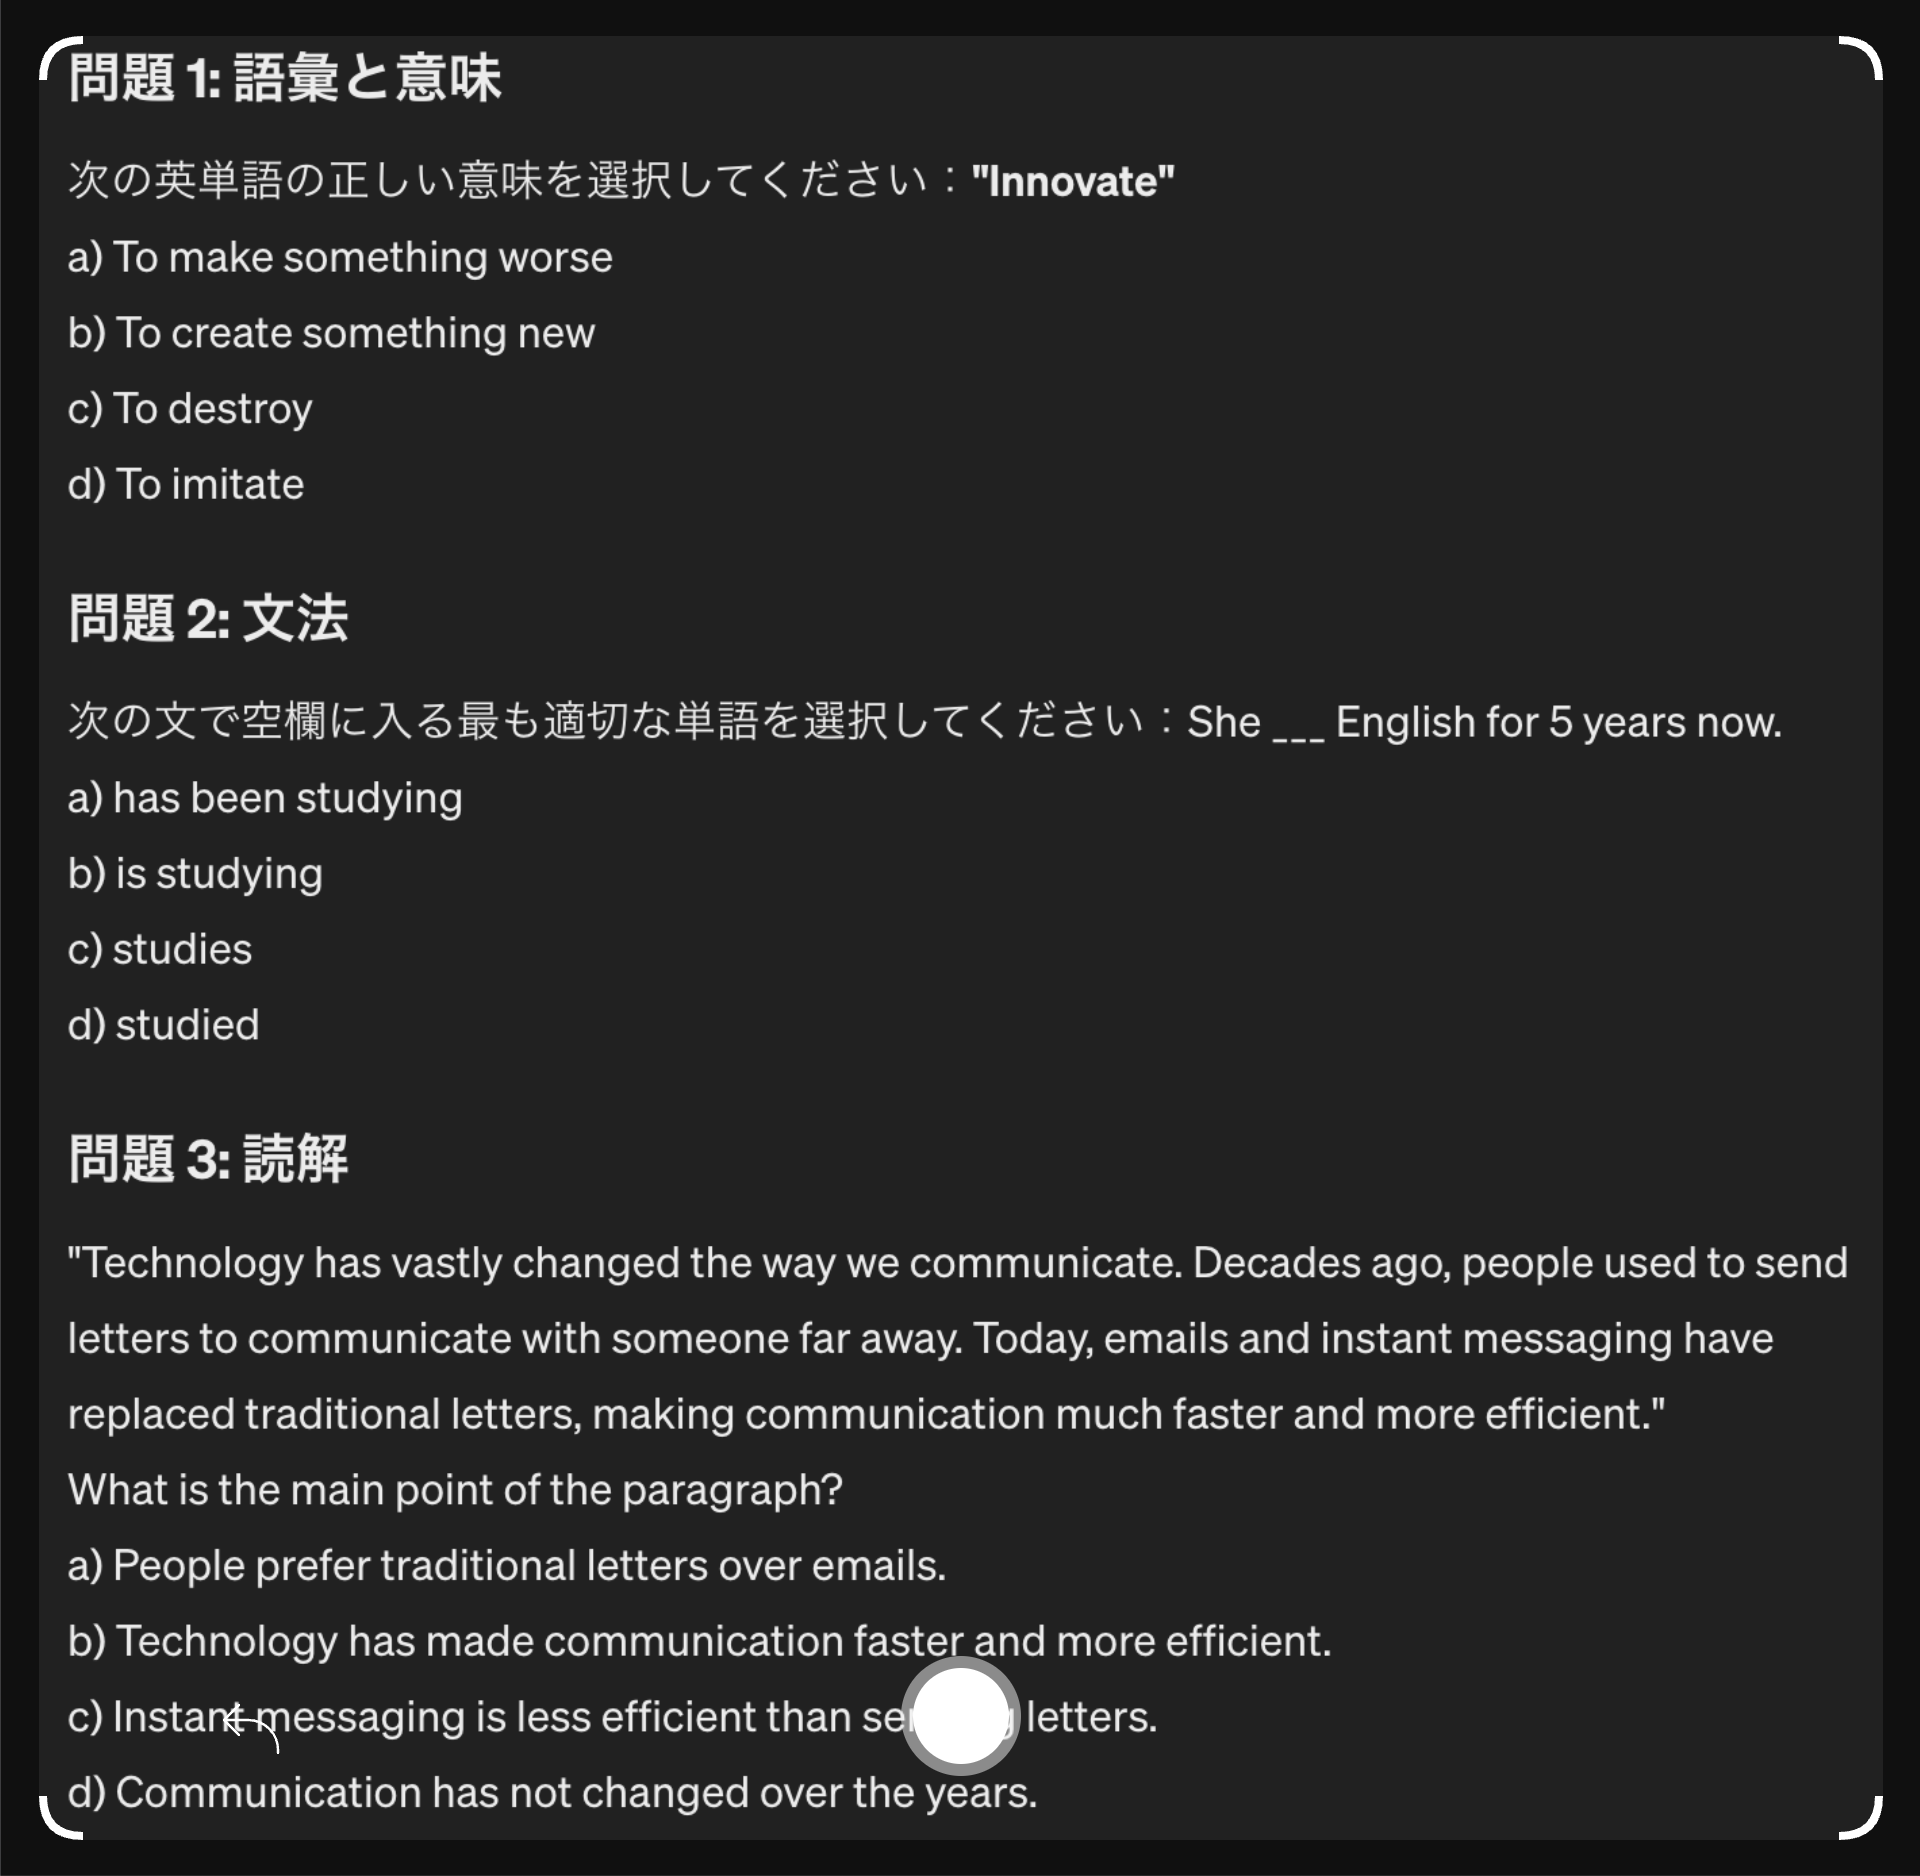 問題 1: 語彙と意味
次の英単語の正しい意味を選択してください："Innovate"
a) To make something worse
b) To create something new
c) To destroy
d) To imitate
問題 2: 文法
次の文で空欄に入る最も適切な単語を選択してください：She ___ English for 5 years now.
a) has been studying
b) is studying
c) studies
d) studied
問題 3: 読解
"Technology has vastly changed the way we communicate. Decades ago, people used to send
letters to communicate with someone far away. Today, emails and instant messaging have
replaced traditional letters, making communication much faster and more efficient."
What is the main point of the paragraph?
a) People prefer traditional letters over emails.
b) Technology has made communication faster and more efficient.
c) Instant messaging is less efficient than letters.
d) Communication has not changed over the years.